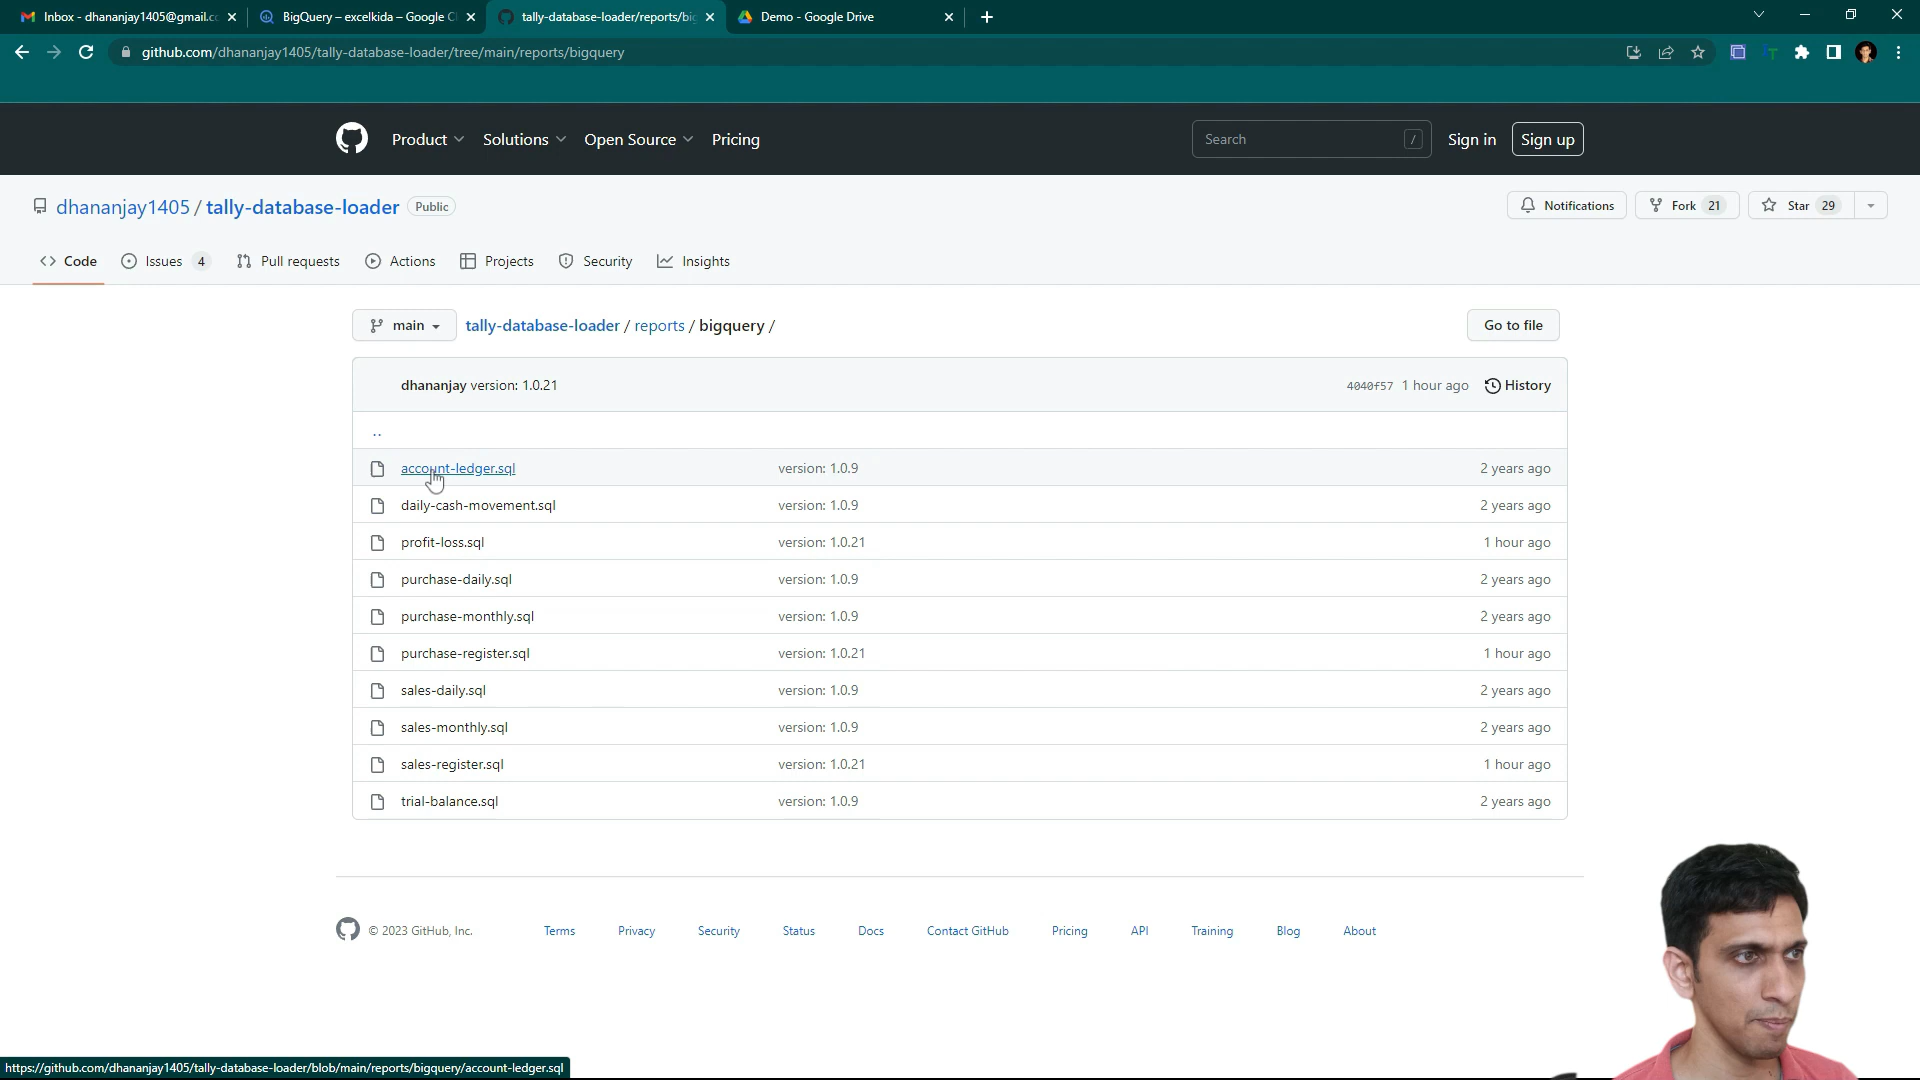 Inbox - dhananjay1405@gmail.c
BigQuery – excelkida – Google C
tally-database-loader/reports/bi
Demo - Google Drive
github.com/dhananjay1405/tally-database-loader/tree/main/reports/bigquery
Product Solutions Open Source Pricing
Search /
Sign in
Sign up
dhananjay1405 / tally-database-loader Public
Notifications
Fork 21
Star 29
Code
Issues 4
Pull requests
Actions
Projects
Security
Insights
main
tally-database-loader / reports / bigquery /
Go to file
dhananjay version: 1.0.21
4040f57 1 hour ago History
..
account-ledger.sql version: 1.0.9 2 years ago
daily-cash-movement.sql version: 1.0.9 2 years ago
profit-loss.sql version: 1.0.21 1 hour ago
purchase-daily.sql version: 1.0.9 2 years ago
purchase-monthly.sql version: 1.0.9 2 years ago
purchase-register.sql version: 1.0.21 1 hour ago
sales-daily.sql version: 1.0.9 2 years ago
sales-monthly.sql version: 1.0.9 2 years ago
sales-register.sql version: 1.0.21 1 hour ago
trial-balance.sql version: 1.0.9 2 years ago
© 2023 GitHub, Inc. Terms Privacy Security Status Docs Contact GitHub Pricing API Training Blog About
https://github.com/dhananjay1405/tally-database-loader/blob/main/reports/bigquery/account-ledger.sql